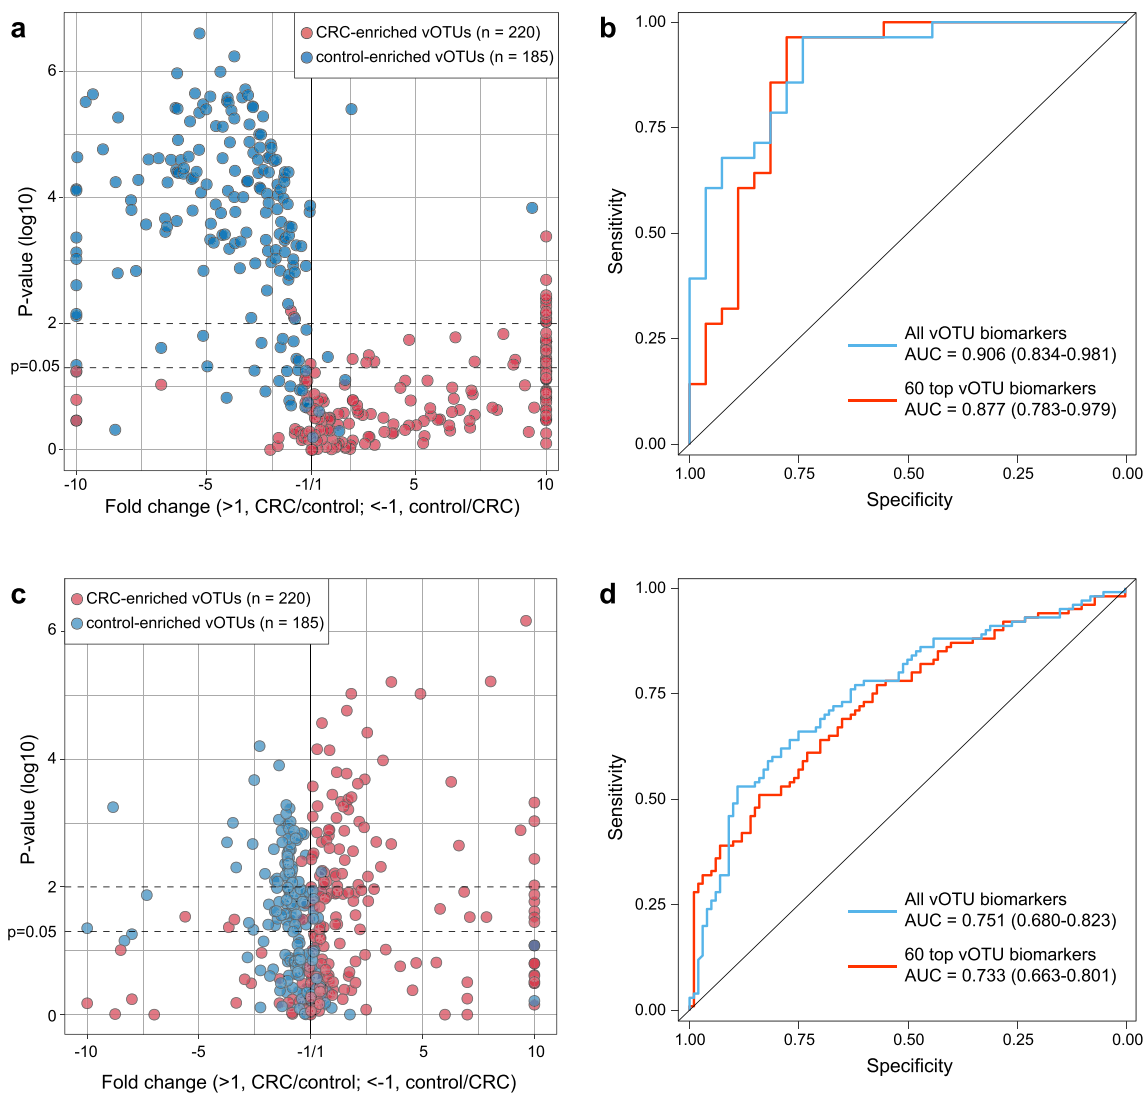 a
CRC-enriched vOTUs (n = 220)
control-enriched vOTUs (n = 185)
P-value (log10)
6
4
2
p=0.05
0
-10
-5
-1/1
5
10
Fold change (>1, CRC/control; <-1, control/CRC)
b
Sensitivity
1.00
0.75
0.50
0.25
0.00
All vOTU biomarkers
AUC = 0.906 (0.834-0.981)
60 top vOTU biomarkers
AUC = 0.877 (0.783-0.979)
1.00
0.75
0.50
0.25
0.00
Specificity
c
CRC-enriched vOTUs (n = 220)
control-enriched vOTUs (n = 185)
P-value (log10)
6
4
2
p=0.05
0
-10
-5
-1/1
5
10
Fold change (>1, CRC/control; <-1, control/CRC)
d
Sensitivity
1.00
0.75
0.50
0.25
0.00
All vOTU biomarkers
AUC = 0.751 (0.680-0.823)
60 top vOTU biomarkers
AUC = 0.733 (0.663-0.801)
1.00
0.75
0.50
0.25
0.00
Specificity